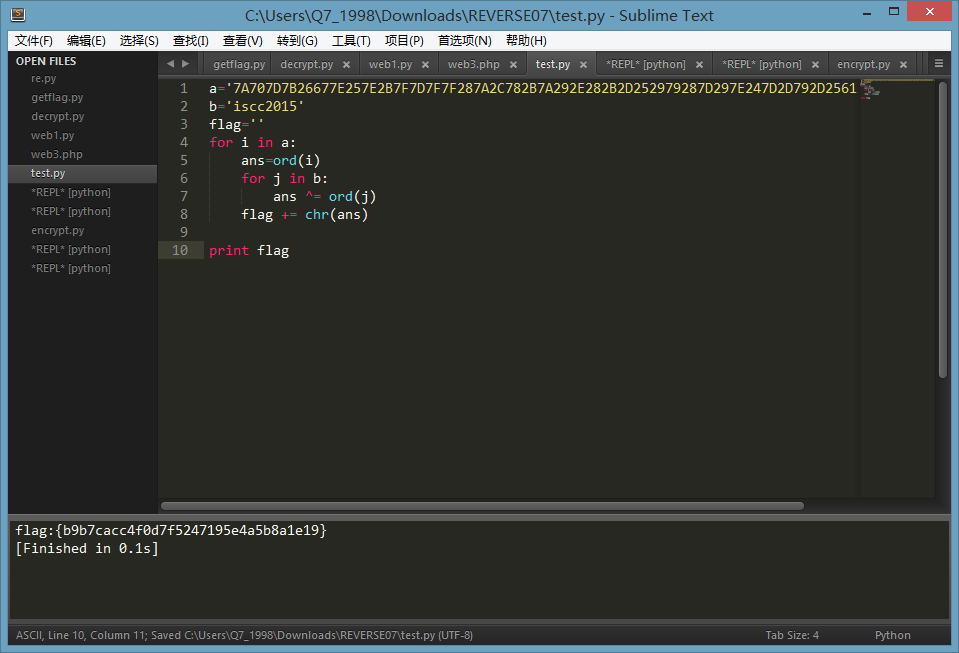 C:\Users\Q7_1998\Downloads\REVERSE07\test.py - Sublime Text
文件(F) 编辑(E) 选择(S) 查找(I) 查看(V) 转到(G) 工具(T) 项目(P) 首选项(N) 帮助(H)
OPEN FILES
re.py
getflag.py
decrypt.py
web1.py
web3.php
test.py
*REPL* [python]
*REPL* [python]
encrypt.py
*REPL* [python]
*REPL* [python]
getflag.py decrypt.py web1.py web3.php test.py *REPL* [python] *REPL* [python] encrypt.py
1 a='7A707D7B26677E257E2B7F7D7F7F287A2C782B7A292E282B2D252979287D297E247D2D792D2561
2 b='iscc2015'
3 flag=''
4 for i in a:
5 ans=ord(i)
6 for j in b:
7 ans ^= ord(j)
8 flag += chr(ans)
9
10 print flag
flag:{b9b7cacc4f0d7f5247195e4a5b8a1e19}
[Finished in 0.1s]
ASCII, Line 10, Column 11; Saved C:\Users\Q7_1998\Downloads\REVERSE07\test.py (UTF-8) Tab Size: 4 Python